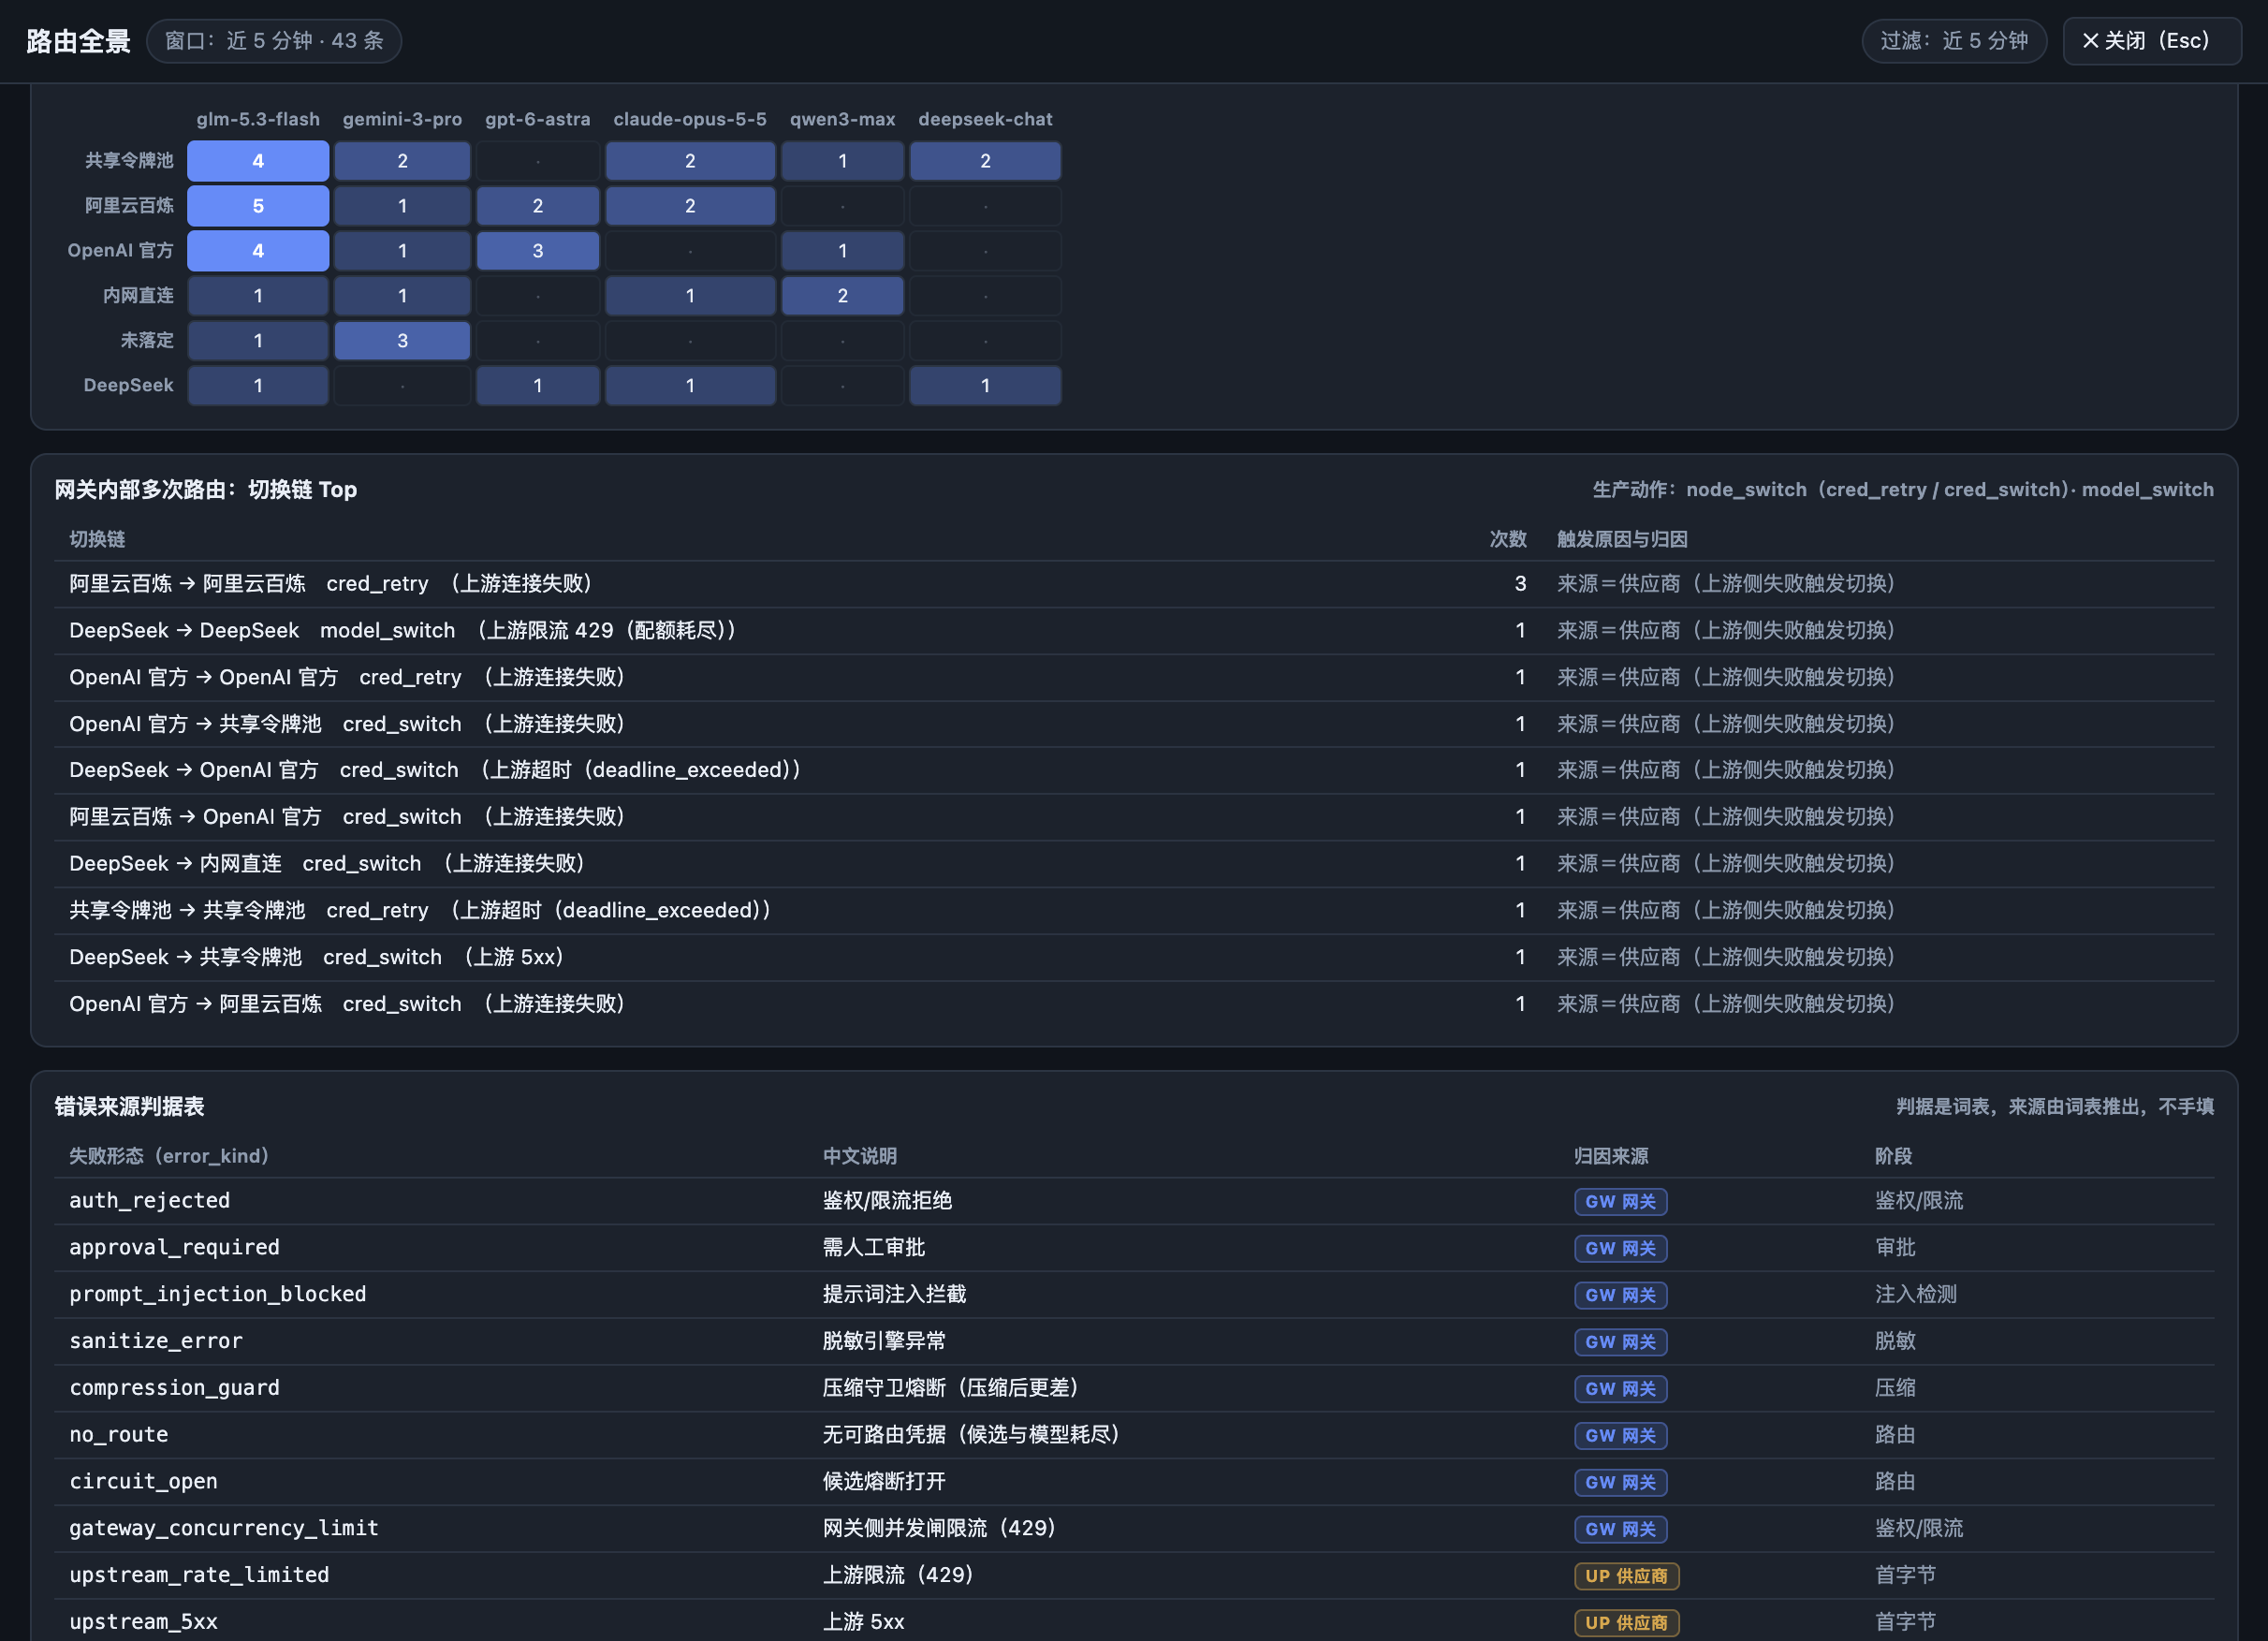 路由全景 窗口：近 5 分钟 · 43 条 过滤：近 5 分钟 ✕ 关闭（Esc）
glm-5.3-flash gemini-3-pro gpt-6-astra claude-opus-5-5 qwen3-max deepseek-chat
共享令牌池 4 2 · 2 1 2
阿里云百炼 5 1 2 2 · ·
OpenAI 官方 4 1 3 · 1 ·
内网直连 1 1 · 1 2 ·
未落定 1 3 · · · ·
DeepSeek 1 · 1 1 · 1
网关内部多次路由：切换链 Top 生产动作：node_switch（cred_retry / cred_switch）· model_switch
切换链 次数 触发原因与归因
阿里云百炼 → 阿里云百炼 cred_retry （上游连接失败） 3 来源＝供应商（上游侧失败触发切换）
DeepSeek → DeepSeek model_switch （上游限流 429（配额耗尽）） 1 来源＝供应商（上游侧失败触发切换）
OpenAI 官方 → OpenAI 官方 cred_retry （上游连接失败） 1 来源＝供应商（上游侧失败触发切换）
OpenAI 官方 → 共享令牌池 cred_switch （上游连接失败） 1 来源＝供应商（上游侧失败触发切换）
DeepSeek → OpenAI 官方 cred_switch （上游超时（deadline_exceeded）） 1 来源＝供应商（上游侧失败触发切换）
阿里云百炼 → OpenAI 官方 cred_switch （上游连接失败） 1 来源＝供应商（上游侧失败触发切换）
DeepSeek → 内网直连 cred_switch （上游连接失败） 1 来源＝供应商（上游侧失败触发切换）
共享令牌池 → 共享令牌池 cred_retry （上游超时（deadline_exceeded）） 1 来源＝供应商（上游侧失败触发切换）
DeepSeek → 共享令牌池 cred_switch （上游 5xx） 1 来源＝供应商（上游侧失败触发切换）
OpenAI 官方 → 阿里云百炼 cred_switch （上游连接失败） 1 来源＝供应商（上游侧失败触发切换）
错误来源判据表 判据是词表，来源由词表推出，不手填
失败形态（error_kind） 中文说明 归因来源 阶段
auth_rejected 鉴权/限流拒绝 GW 网关 鉴权/限流
approval_required 需人工审批 GW 网关 审批
prompt_injection_blocked 提示词注入拦截 GW 网关 注入检测
sanitize_error 脱敏引擎异常 GW 网关 脱敏
compression_guard 压缩守卫熔断（压缩后更差） GW 网关 压缩
no_route 无可路由凭据（候选与模型耗尽） GW 网关 路由
circuit_open 候选熔断打开 GW 网关 路由
gateway_concurrency_limit 网关侧并发闸限流（429） GW 网关 鉴权/限流
upstream_rate_limited 上游限流（429） UP 供应商 首字节
upstream_5xx 上游 5xx UP 供应商 首字节